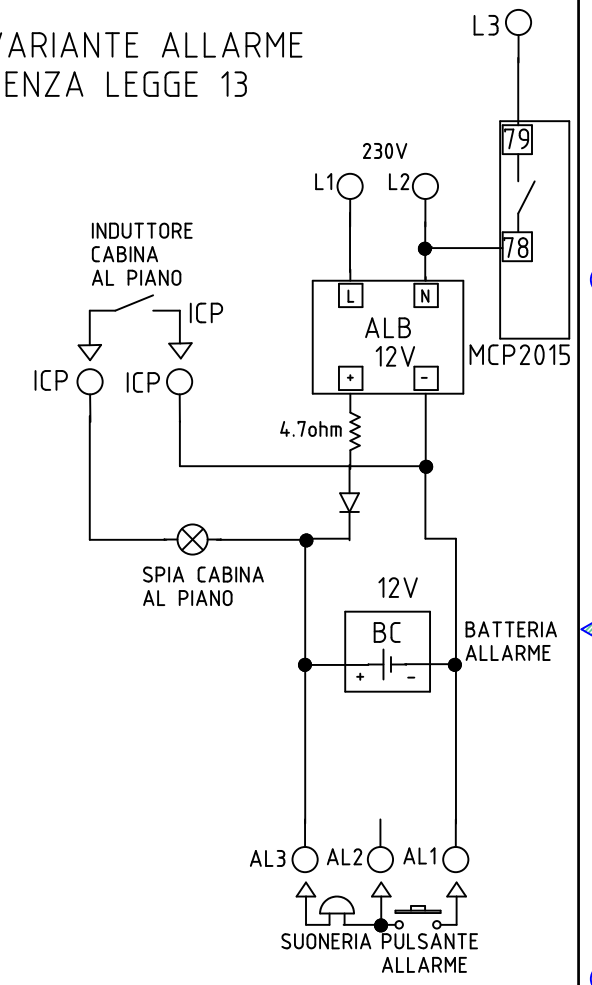 VARIANTE ALLARME
ENZA LEGGE 13
L3
79
230V
L1
L2
78
INDUTTORE
CABINA
AL PIANO
ICP
L
N
ALB
12V
MCP2015
ICP
ICP
+
-
4.7ohm
SPIA CABINA
AL PIANO
12V
BC
+
-
BATTERIA
ALLARME
AL3
AL2
AL1
SUONERIA
PULSANTE
ALLARME